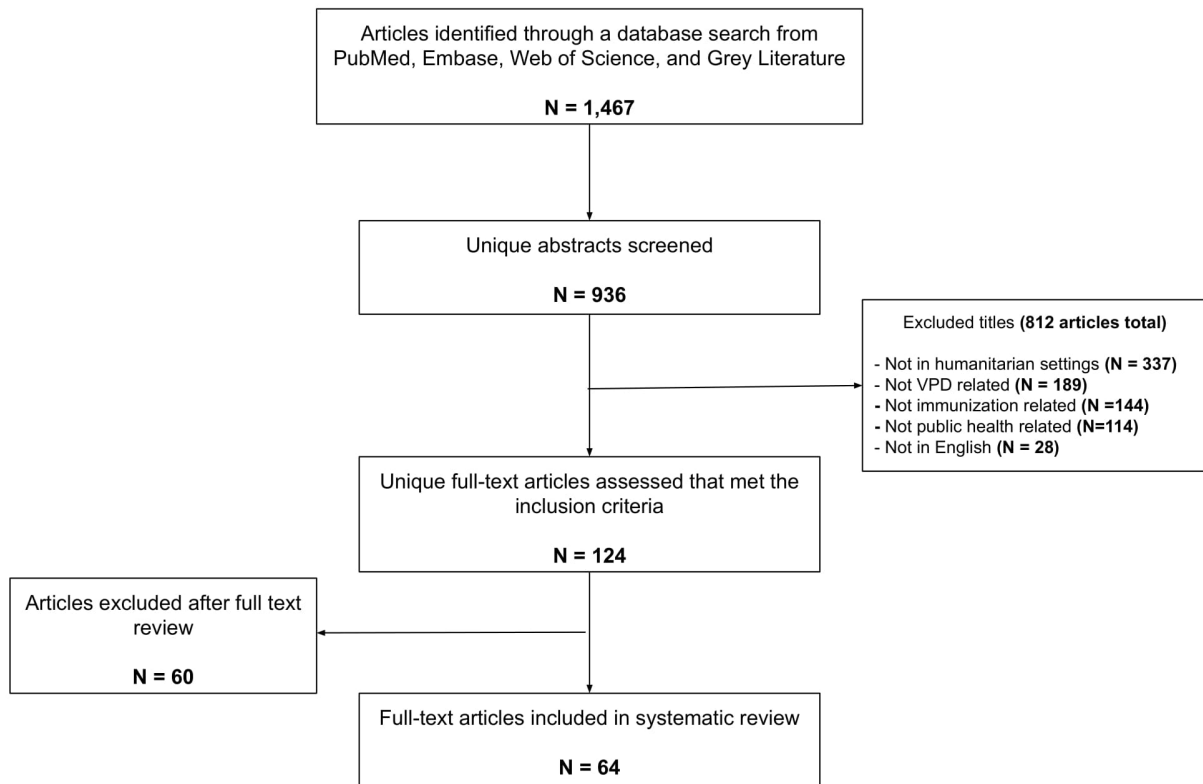 Articles identified through a database search from
PubMed, Embase, Web of Science, and Grey Literature
N = 1,467
Unique abstracts screened
N = 936
Excluded titles (812 articles total)
- Not in humanitarian settings (N = 337)
- Not VPD related (N = 189)
- Not immunization related (N =144)
- Not public health related (N=114)
- Not in English (N = 28)
Unique full-text articles assessed that met the
inclusion criteria
N = 124
Articles excluded after full text
review
N = 60
Full-text articles included in systematic review
N = 64